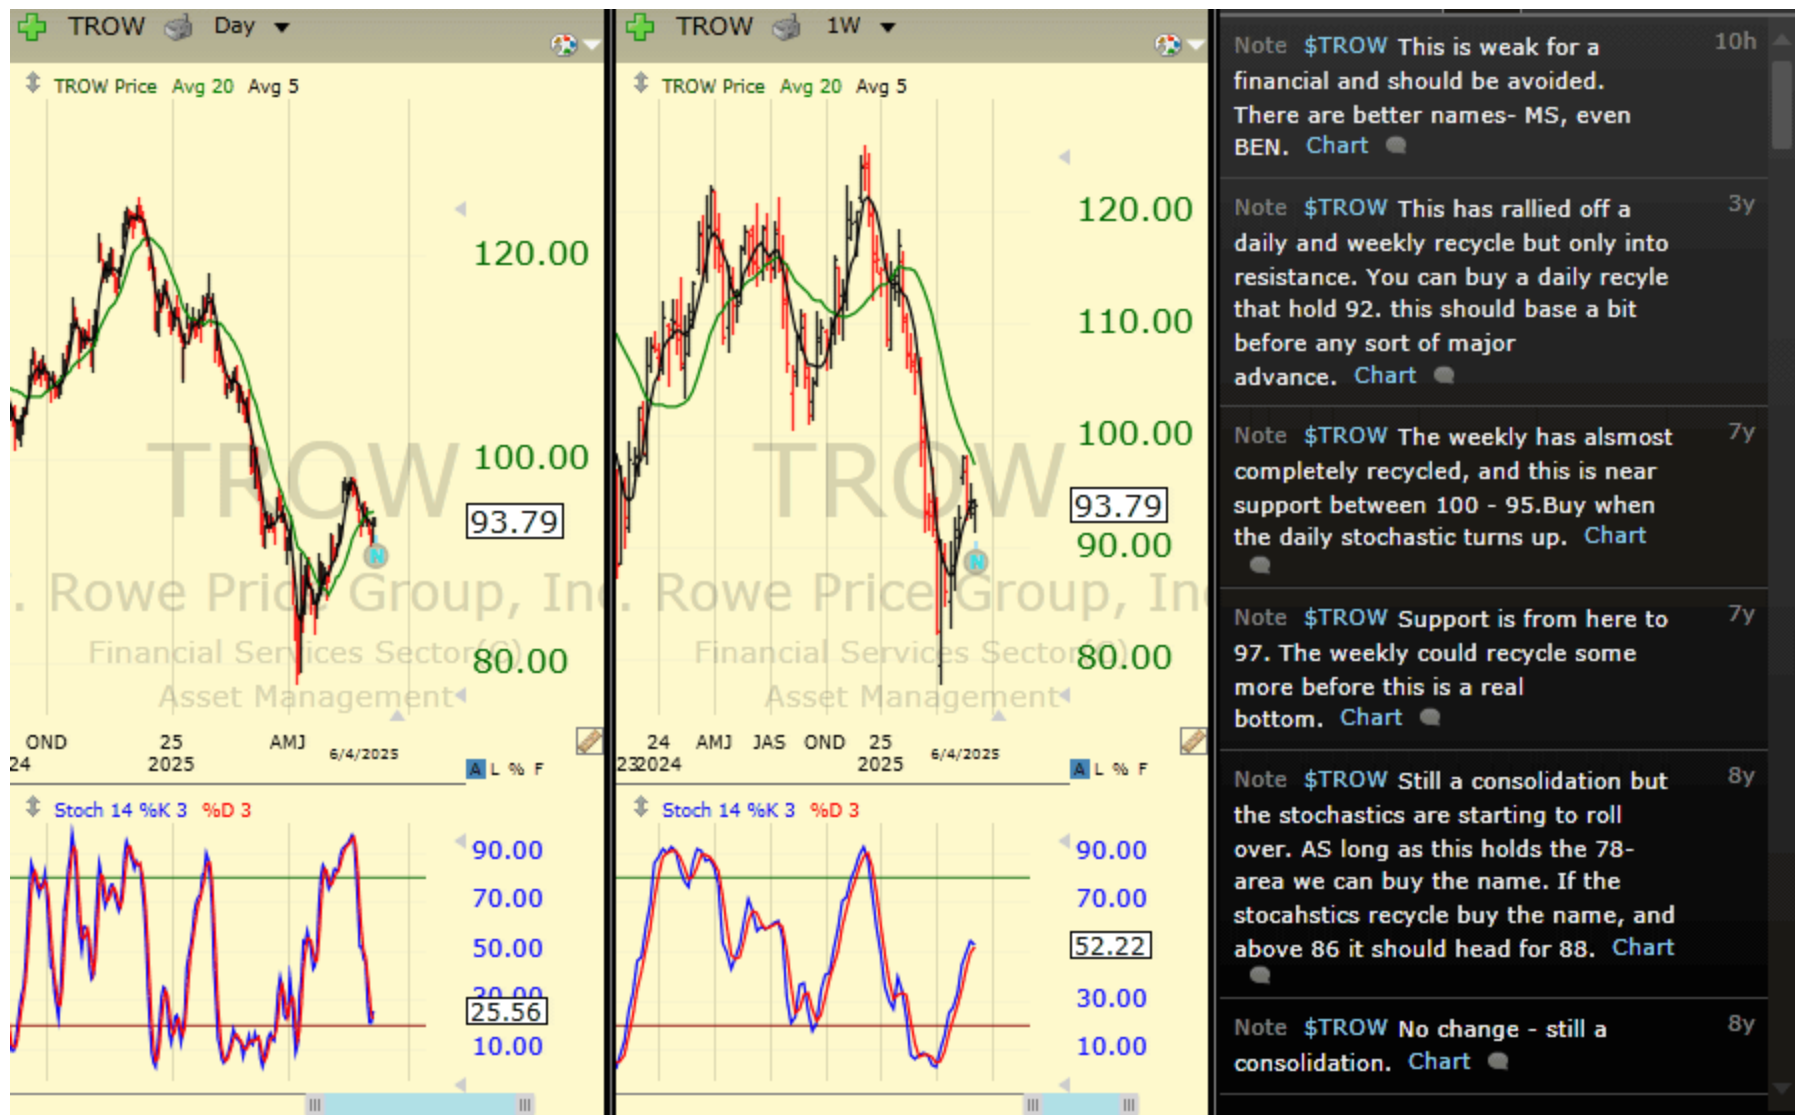 TROW Day
TROW Price Avg 20 Avg 5
120.00
100.00
93.79
80.00
TROW
. Rowe Price Group, Inc
Financial Services Sector(C)
Asset Management
N
OND 25 AMJ
24 2025 6/4/2025
A L % F
Stoch 14 %K 3 %D 3
90.00
70.00
50.00
30.00
25.56
10.00
TROW 1W
TROW Price Avg 20 Avg 5
120.00
110.00
100.00
93.79
90.00
80.00
TROW
. Rowe Price Group, In
Financial Services Sector(C)
Asset Management
N
24 AMJ JAS OND 25
232024 2025 6/4/2025
A L % F
Stoch 14 %K 3 %D 3
90.00
70.00
52.22
30.00
10.00
Note $TROW This is weak for a 10h
financial and should be avoided.
There are better names- MS, even
BEN. Chart
Note $TROW This has rallied off a 3y
daily and weekly recycle but only into
resistance. You can buy a daily recyle
that hold 92. this should base a bit
before any sort of major
advance. Chart
Note $TROW The weekly has alsmost 7y
completely recycled, and this is near
support between 100 - 95.Buy when
the daily stochastic turns up. Chart
Note $TROW Support is from here to 7y
97. The weekly could recycle some
more before this is a real
bottom. Chart
Note $TROW Still a consolidation but 8y
the stochastics are starting to roll
over. AS long as this holds the 78-
area we can buy the name. If the
stocahstics recycle buy the name, and
above 86 it should head for 88. Chart
Note $TROW No change - still a 8y
consolidation. Chart